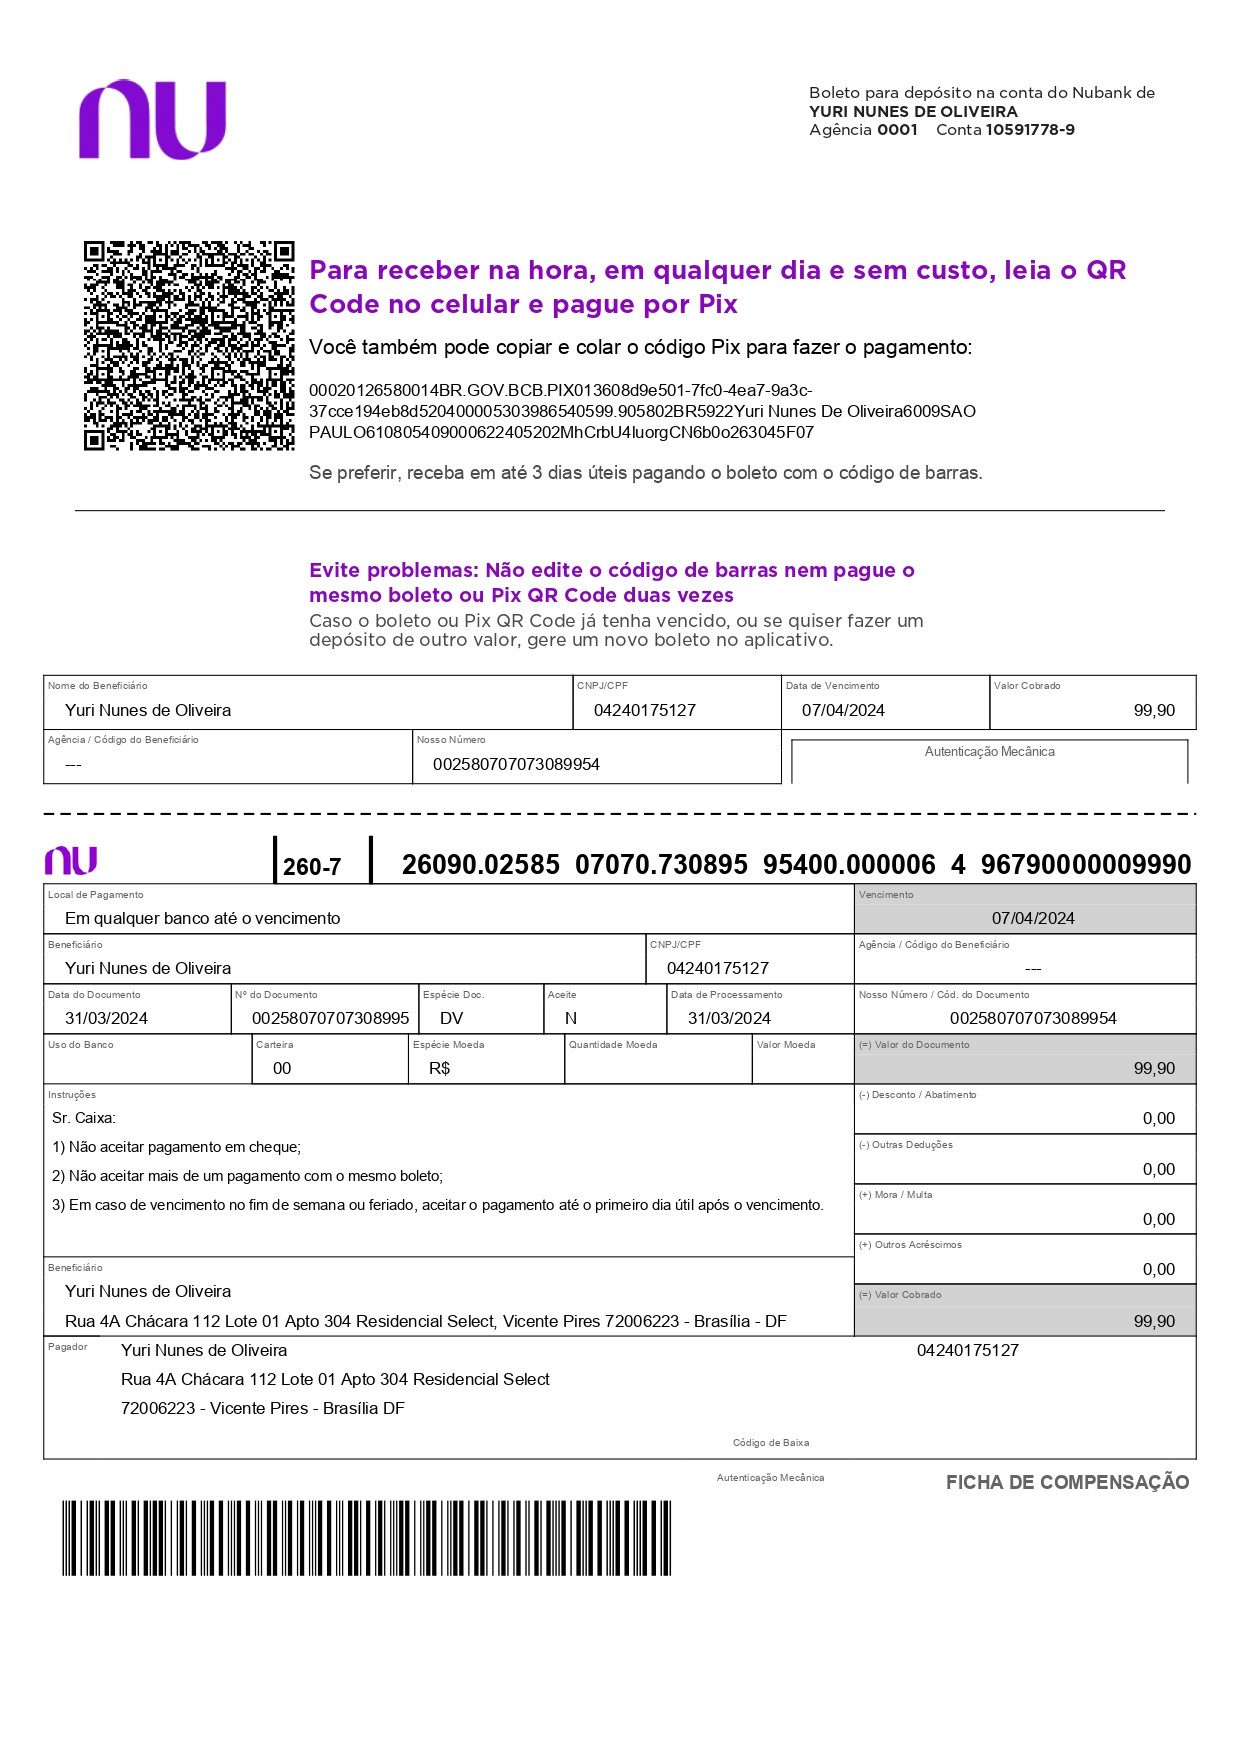 nu
Boleto para depósito na conta do Nubank de
YURI NUNES DE OLIVEIRA
Agência 0001 Conta 10591778-9
Para receber na hora, em qualquer dia e sem custo, leia o QR
Code no celular e pague por Pix
Você também pode copiar e colar o código Pix para fazer o pagamento:
00020126580014BR.GOV.BCB.PIX013608d9e501-7fc0-4ea7-9a3c-
37cce194eb8d520400005303986540599.905802BR5922Yuri Nunes De Oliveira6009SAO
PAULO610805409000622405202MhCrbU4IuorgCN6b0o263045F07
Se preferir, receba em até 3 dias úteis pagando o boleto com o código de barras.
Evite problemas: Não edite o código de barras nem pague o
mesmo boleto ou Pix QR Code duas vezes
Caso o boleto ou Pix QR Code já tenha vencido, ou se quiser fazer um
depósito de outro valor, gere um novo boleto no aplicativo.
Nome do Beneficiário CNPJ/CPF Data de Vencimento Valor Cobrado
Yuri Nunes de Oliveira 04240175127 07/04/2024 99,90
Agência / Código do Beneficiário Nosso Número
Autenticação Mecânica
--- 002580707073089954
nu 260-7 26090.02585 07070.730895 95400.000006 4 96790000009990
Local de Pagamento Vencimento
Em qualquer banco até o vencimento 07/04/2024
Beneficiário CNPJ/CPF Agência / Código do Beneficiário
Yuri Nunes de Oliveira 04240175127 ---
Data do Documento Nº do Documento Espécie Doc. Aceite Data de Processamento Nosso Número / Cód. do Documento
31/03/2024 00258070707308995 DV N 31/03/2024 002580707073089954
Uso do Banco Carteira Espécie Moeda Quantidade Moeda Valor Moeda (=) Valor do Documento
00 R$ 99,90
Instruções (-) Desconto / Abatimento
Sr. Caixa: 0,00
1) Não aceitar pagamento em cheque; (-) Outras Deduções
2) Não aceitar mais de um pagamento com o mesmo boleto; 0,00
(+) Mora / Multa
3) Em caso de vencimento no fim de semana ou feriado, aceitar o pagamento até o primeiro dia útil após o vencimento.
0,00
(+) Outros Acréscimos
0,00
Beneficiário
Yuri Nunes de Oliveira (=) Valor Cobrado
Rua 4A Chácara 112 Lote 01 Apto 304 Residencial Select, Vicente Pires 72006223 - Brasília - DF 99,90
Pagador Yuri Nunes de Oliveira 04240175127
Rua 4A Chácara 112 Lote 01 Apto 304 Residencial Select
72006223 - Vicente Pires - Brasília DF
Código de Baixa
Autenticação Mecânica FICHA DE COMPENSAÇÃO